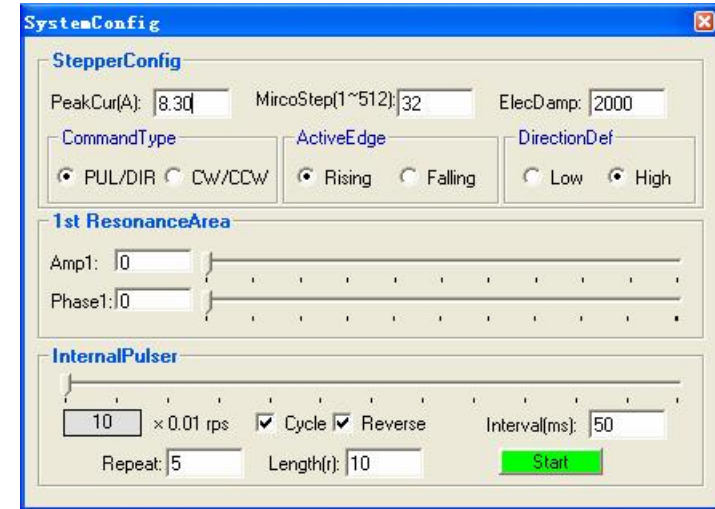 SystemConfig
StepperConfig
PeakCur(A): 8.30 MircoStep(1~512): 32 ElecDamp: 2000
CommandType ActiveEdge DirectionDef
PUL/DIR CW/CCW Rising Falling Low High
1st ResonanceArea
Amp1: 0
Phase1: 0
InternalPulser
10 × 0.01 rps Cycle Reverse Interval(ms): 50
Repeat: 5 Length(r): 10 Start